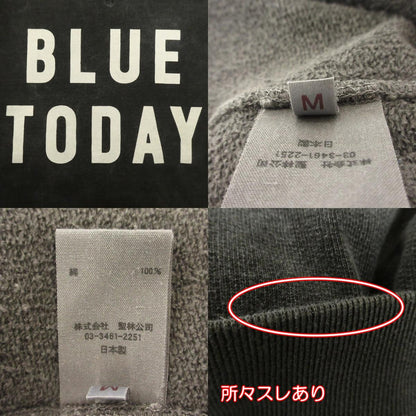 BLUE
TODAY
M
株式会社 聖林公司
03-3461-2251
日本製
綿 100%
株式会社 聖林公司
03-3461-2251
日本製
M
所々スレあり